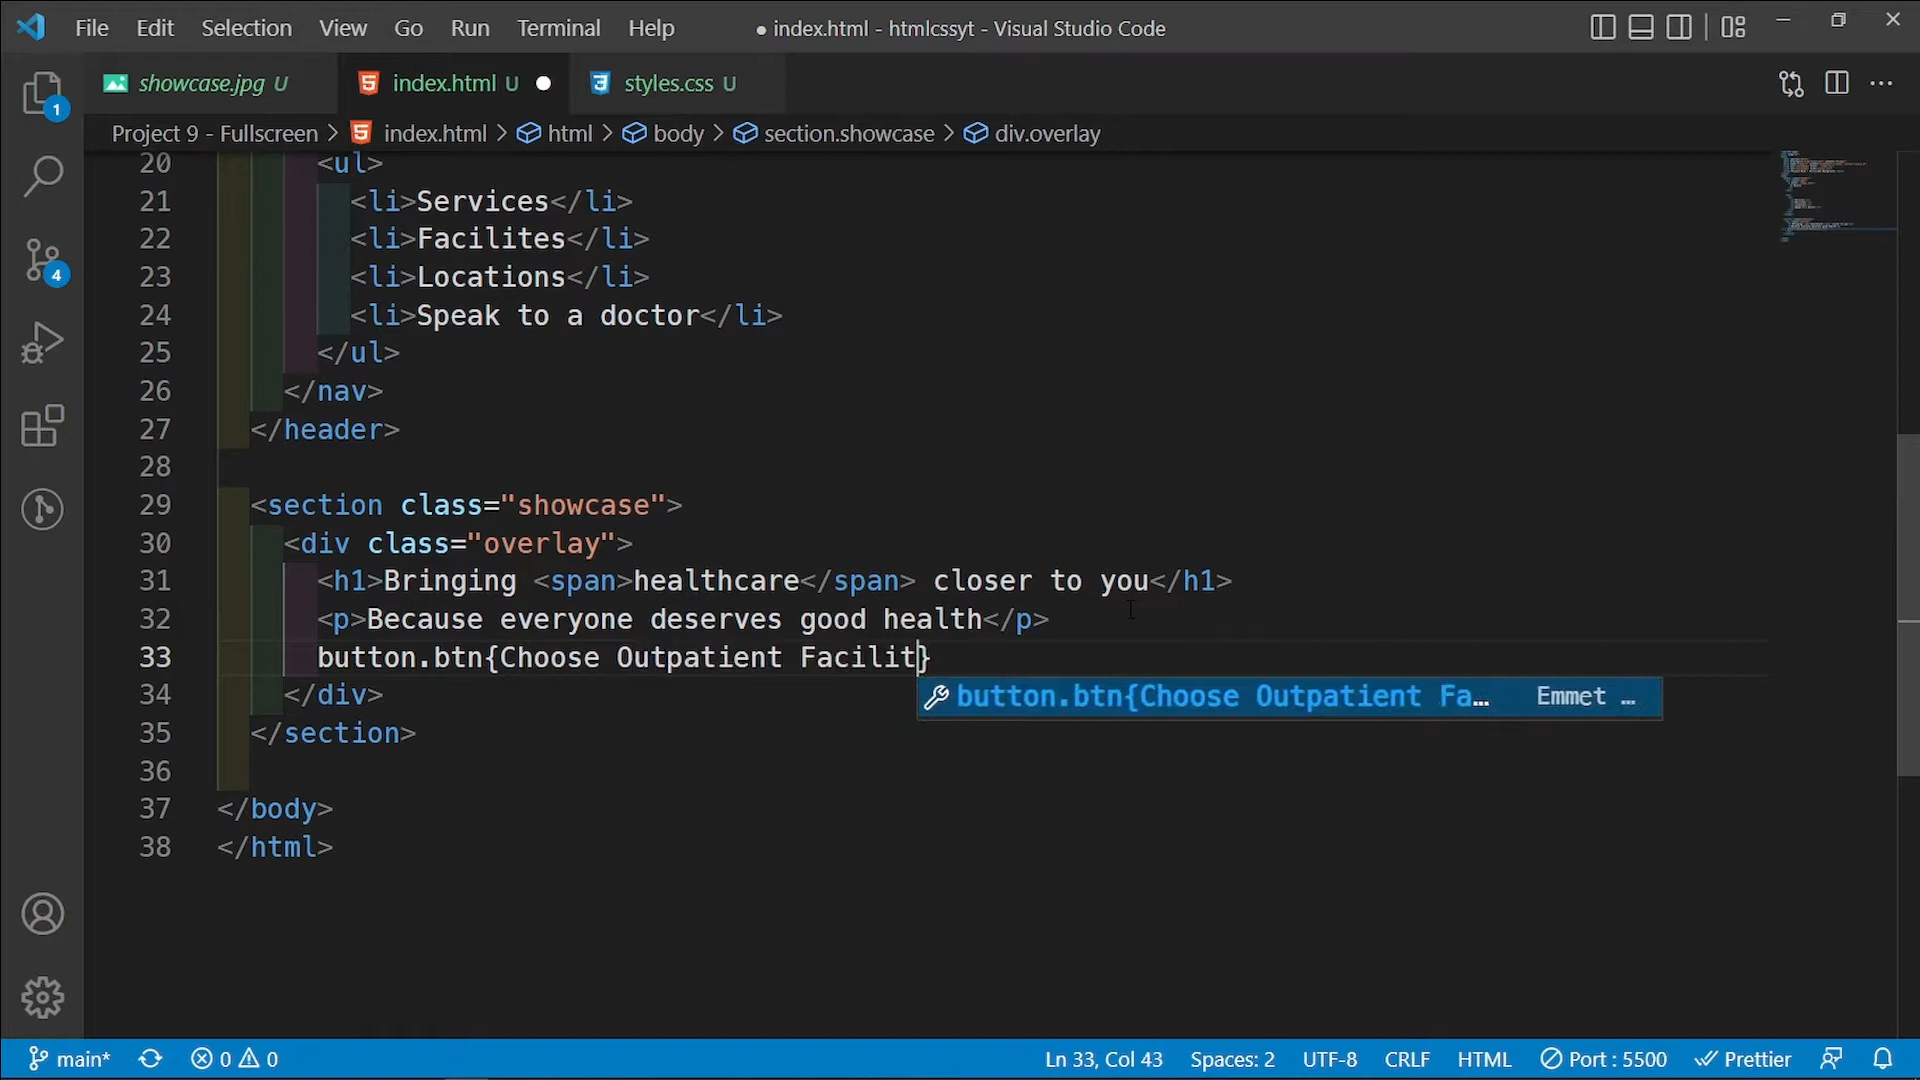 File Edit Selection View Go Run Terminal Help ● index.html - htmlcssyt - Visual Studio Code
showcase.jpg U index.html U ● styles.css U
1
Project 9 - Fullscreen > index.html > html > body > section.showcase > div.overlay
20 <ul>
21 <li>Services</li>
22 <li>Facilites</li>
23 <li>Locations</li>
24 <li>Speak to a doctor</li>
25 </ul>
26 </nav>
27 </header>
28
29 <section class="showcase">
30 <div class="overlay">
31 <h1>Bringing <span>healthcare</span> closer to you</h1>
32 <p>Because everyone deserves good health</p>
33 button.btn{Choose Outpatient Facilit}
34 </div>
button.btn{Choose Outpatient Fa… Emmet …
35 </section>
36
37 </body>
38 </html>
4
main* 0 0 Ln 33, Col 43 Spaces: 2 UTF-8 CRLF HTML Port : 5500 Prettier